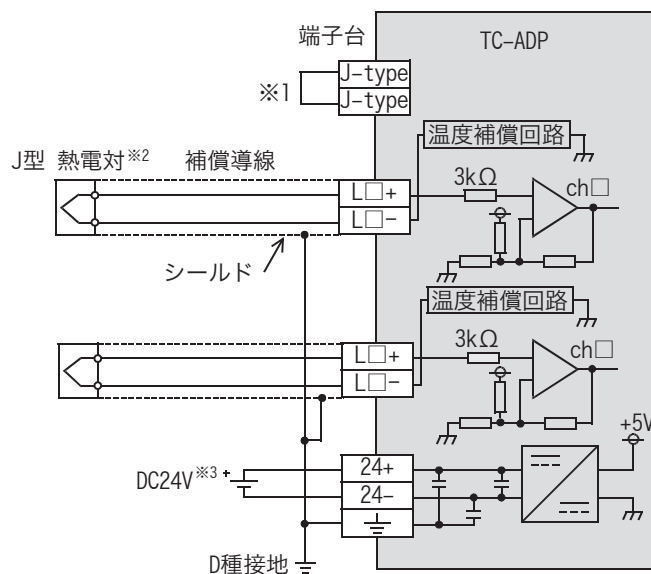 端子台
TC-ADP
J-type
※1
J-type
温度補償回路
J型 熱電対※2 補償導線
3kΩ
ch□
L□+
L□-
シールド
温度補償回路
3kΩ
ch□
L□+
L□-
+5V
24+
DC24V※3 +
24-
D種接地